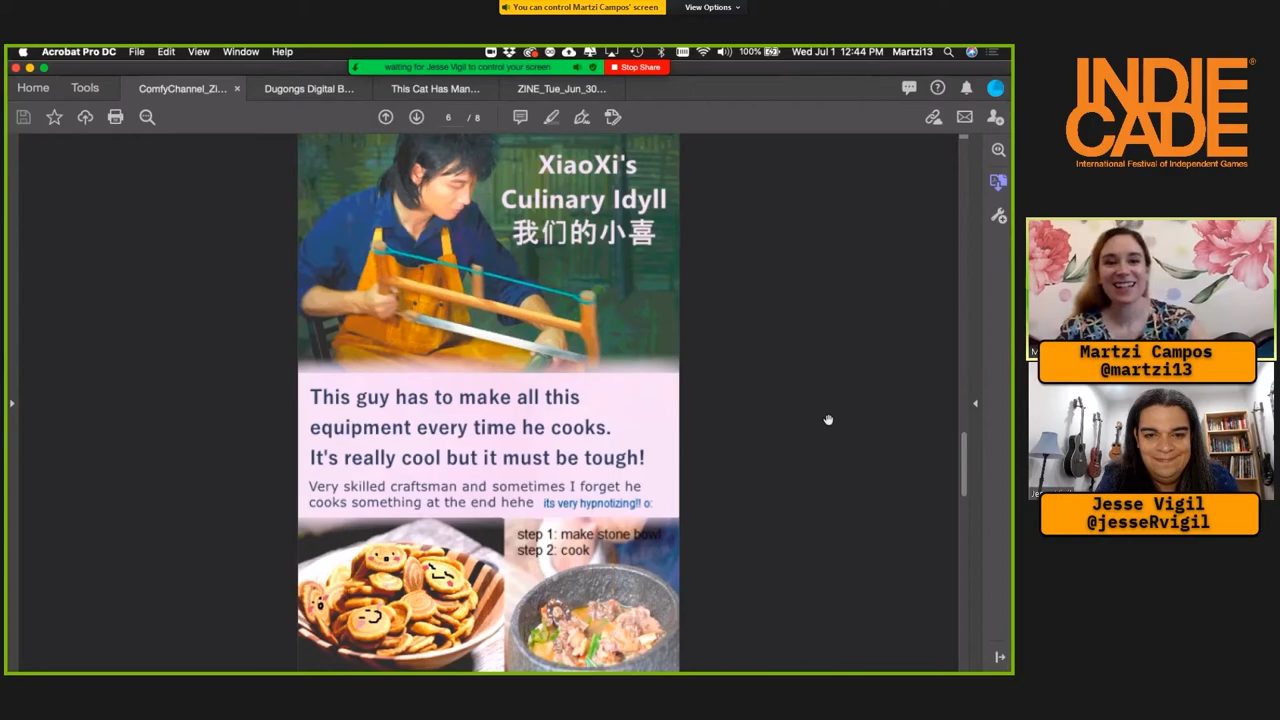 You can control Martzi Campos' screen
View Options
Acrobat Pro DC File Edit View Window Help
100% Wed Jul 1 12:44 PM Martzi13
waiting for Jesse Vigil to control your screen Stop Share
Home Tools ComfyChannel_Zi... × Dugongs Digital B... This Cat Has Man... ZINE_Tue_Jun_30...
6 / 8
XiaoXi's
Culinary Idyll
我们的小喜
This guy has to make all this
equipment every time he cooks.
It's really cool but it must be tough!
Very skilled craftsman and sometimes I forget he
cooks something at the end hehe its very hypnotizing!! o:
step 1: make stone bowl
step 2: cook
INDIE
CADE®
International Festival of Independent Games
Martzi Campos
@martzi13
Jesse Vigil
@jesseRvigil